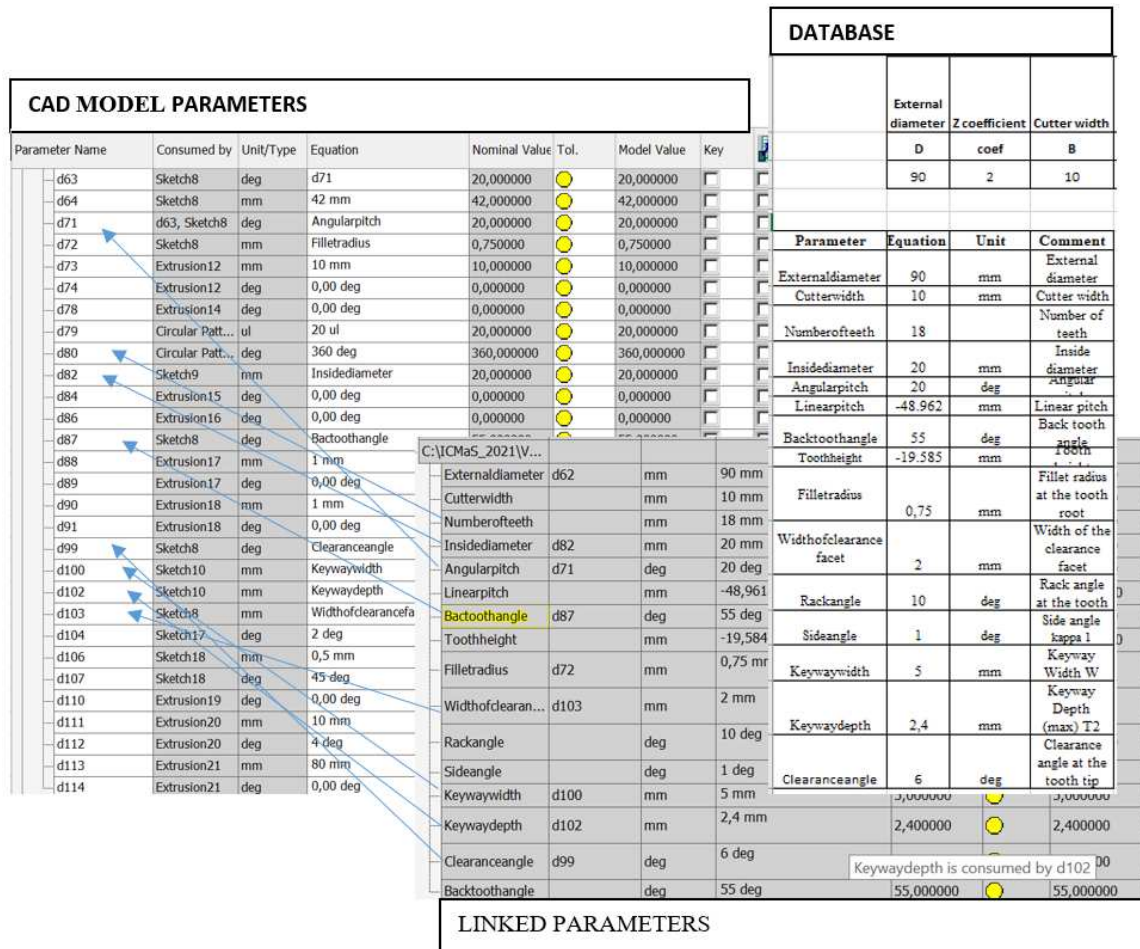 DATABASE
External diameter Z coefficient Cutter width
D coef B
90 2 10
Parameter Equation Unit Comment
Externaldiameter 90 mm External diameter
Cutterwidth 10 mm Cutter width
Numberofteeth 18 Number of teeth
Insidediameter 20 mm Inside diameter
Angularpitch 20 deg Angular
Linearpitch -48.962 mm Linear pitch
Backtoothangle 55 deg Back tooth angle
Toothheight -19.585 mm Tooth
Filletradius 0,75 mm Fillet radius at the tooth root
Widthofclearance facet 2 mm Width of the clearance facet
Rackangle 10 deg Rack angle at the tooth
Sideangle 1 deg Side angle kappa 1
Keywaywidth 5 mm Keyway Width W
Keywaydepth 2,4 mm Keyway Depth (max) T2
Clearanceangle 6 deg Clearance angle at the tooth tip
CAD MODEL PARAMETERS
Parameter Name Consumed by Unit/Type Equation Nominal Value Tol. Model Value Key
d63 Sketch8 deg d71 20,000000 20,000000
d64 Sketch8 mm 42 mm 42,000000 42,000000
d71 d63, Sketch8 deg Angularpitch 20,000000 20,000000
d72 Sketch8 mm Filletradius 0,750000 0,750000
d73 Extrusion12 mm 10 mm 10,000000 10,000000
d74 Extrusion12 deg 0,00 deg 0,000000 0,000000
d78 Extrusion14 deg 0,00 deg 0,000000 0,000000
d79 Circular Patt... ul 20 ul 20,000000 20,000000
d80 Circular Patt... deg 360 deg 360,000000 360,000000
d82 Sketch9 mm Insidediameter 20,000000 20,000000
d84 Extrusion15 deg 0,00 deg 0,000000 0,000000
d86 Extrusion16 deg 0,00 deg 0,000000 0,000000
d87 Sketch8 deg Bactoothangle
d88 Extrusion17 mm 1 mm
d89 Extrusion17 deg 0,00 deg
d90 Extrusion18 mm 1 mm
d91 Extrusion18 deg 0,00 deg
d99 Sketch8 deg Clearanceangle
d100 Sketch10 mm Keywaywidth
d102 Sketch10 mm Keywaydepth
d103 Sketch8 mm Widthofclearancefa
d104 Sketch17 deg 2 deg
d106 Sketch18 mm 0,5 mm
d107 Sketch18 deg 45 deg
d110 Extrusion19 deg 0,00 deg
d111 Extrusion20 mm 10 mm
d112 Extrusion20 deg 4 deg
d113 Extrusion21 mm 80 mm
d114 Extrusion21 deg 0,00 deg
C:\ICMaS_2021\V...
Externaldiameter d62 mm 90 mm
Cutterwidth mm 10 mm
Numberofteeth mm 18 mm
Insidediameter d82 mm 20 mm
Angularpitch d71 deg 20 deg
Linearpitch mm -48,961
Bactoothangle d87 deg 55 deg
Toothheight mm -19,584
Filletradius d72 mm 0,75 mm
Widthofclearan... d103 mm 2 mm
Rackangle deg 10 deg
Sideangle deg 1 deg
Keywaywidth d100 mm 5 mm 5,000000 5,000000
Keywaydepth d102 mm 2,4 mm 2,400000 2,400000
Clearanceangle d99 deg 6 deg
Keywaydepth is consumed by d102
Backtoothangle deg 55 deg 55,000000 55,000000
LINKED PARAMETERS